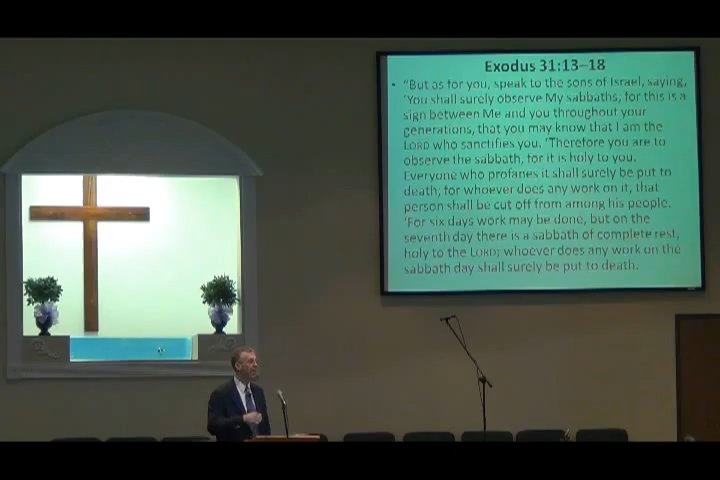 Exodus 31:13–18
• "But as for you, speak to the sons of Israel, saying,
'You shall surely observe My sabbaths, for this is a
sign between Me and you throughout your
generations, that you may know that I am the
LORD who sanctifies you. 'Therefore you are to
observe the sabbath, for it is holy to you.
Everyone who profanes it shall surely be put to
death; for whoever does any work on it, that
person shall be cut off from among his people.
'For six days work may be done, but on the
seventh day there is a sabbath of complete rest,
holy to the LORD; whoever does any work on the
sabbath day shall surely be put to death.